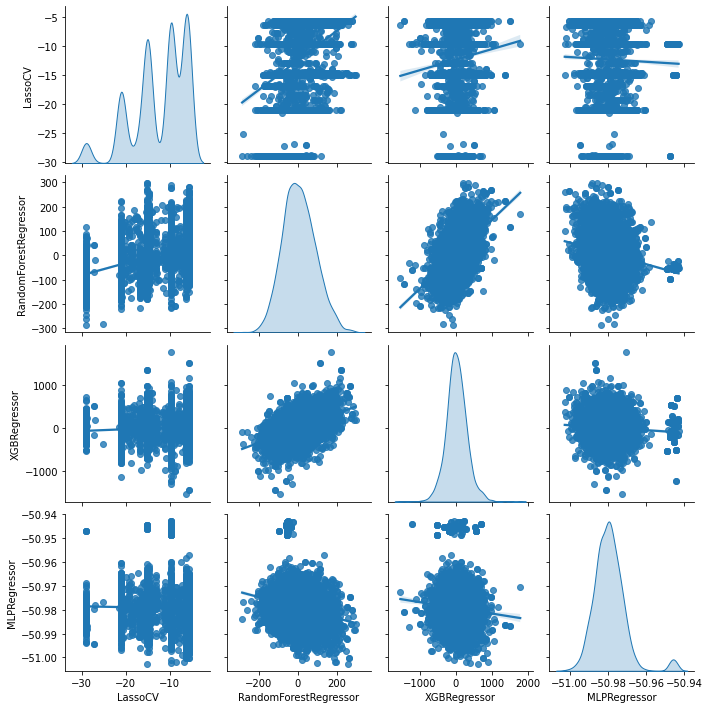 LassoCV
−5
−10
−15
−20
−25
−30
RandomForestRegressor
300
200
100
0
−100
−200
−300
XGBRegressor
1000
0
−1000
MLPRegressor
−50.94
−50.95
−50.96
−50.97
−50.98
−50.99
−51.00
−30 −20 −10
−200 0 200
−1000 0 1000 2000
−51.00 −50.98 −50.96 −50.94
LassoCV RandomForestRegressor XGBRegressor MLPRegressor